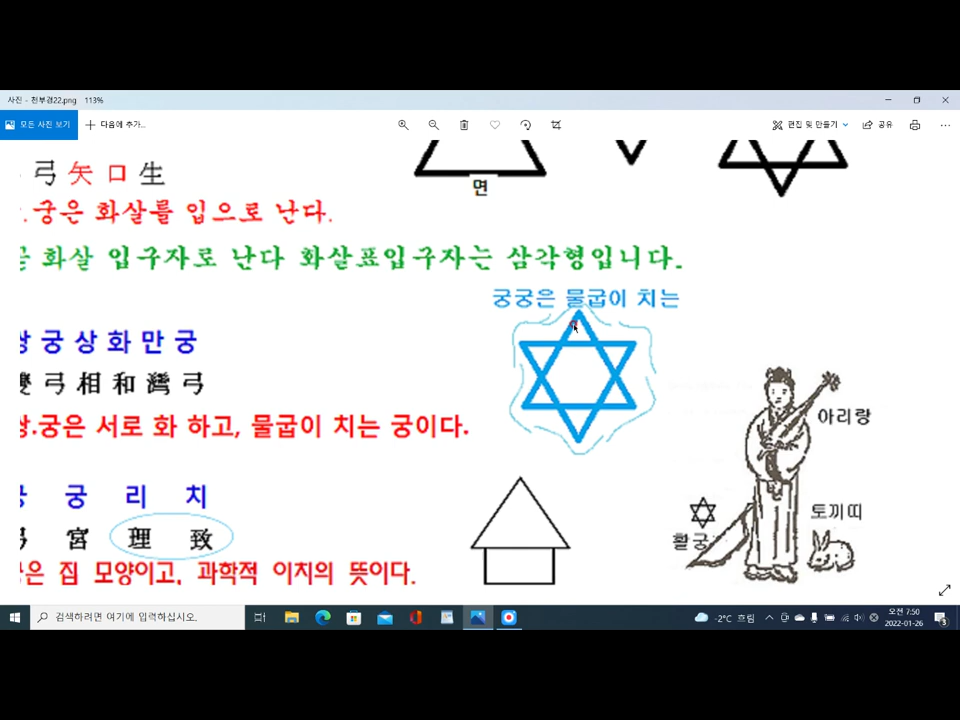 사진 - 천부경22.png 113%
모든 사진 보기 다음에 추가... 편집 및 만들기 공유
弓 矢 口 生
면
.궁은 화살를 입으로 난다.
화살 입구자로 난다 화살표입구자는 삼각형입니다.
궁궁은 물굽이 치는
궁 상 화 만 궁
弓 相 和 灣 弓
.궁은 서로 화 하고, 물굽이 치는 궁이다.
아리랑
궁 리 치
宮 理 致
토끼띠
활궁
은 집 모양이고, 과학적 이치의 뜻이다.
검색하려면 여기에 입력하십시오.
-2°C 흐림
오전 7:50
2022-01-26
3